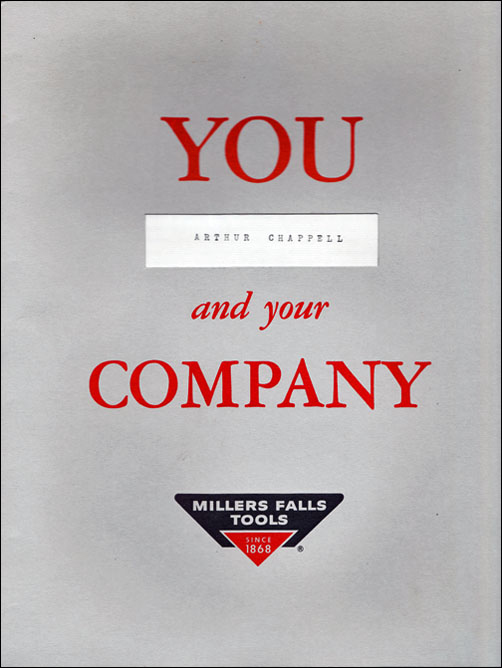 YOU
ARTHUR CHAPPELL
and your
COMPANY
MILLERS FALLS
TOOLS
SINCE
1868
®